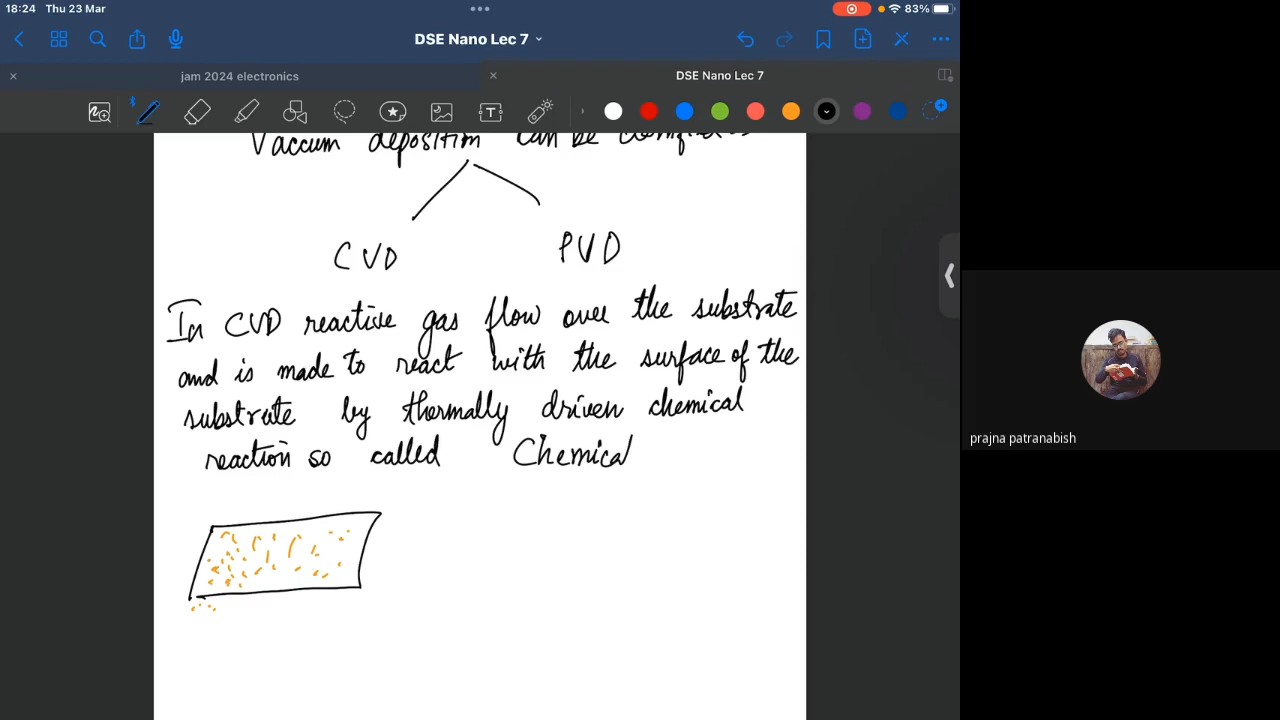 18:24 Thu 23 Mar
83%
DSE Nano Lec 7
jam 2024 electronics
DSE Nano Lec 7
Vaccum deposition can be
CVD PVD
In CVD reactive gas flow over the substrate
and is made to react with the surface of the
substrate by thermally driven chemical
reaction so called Chemical
prajna patranabish